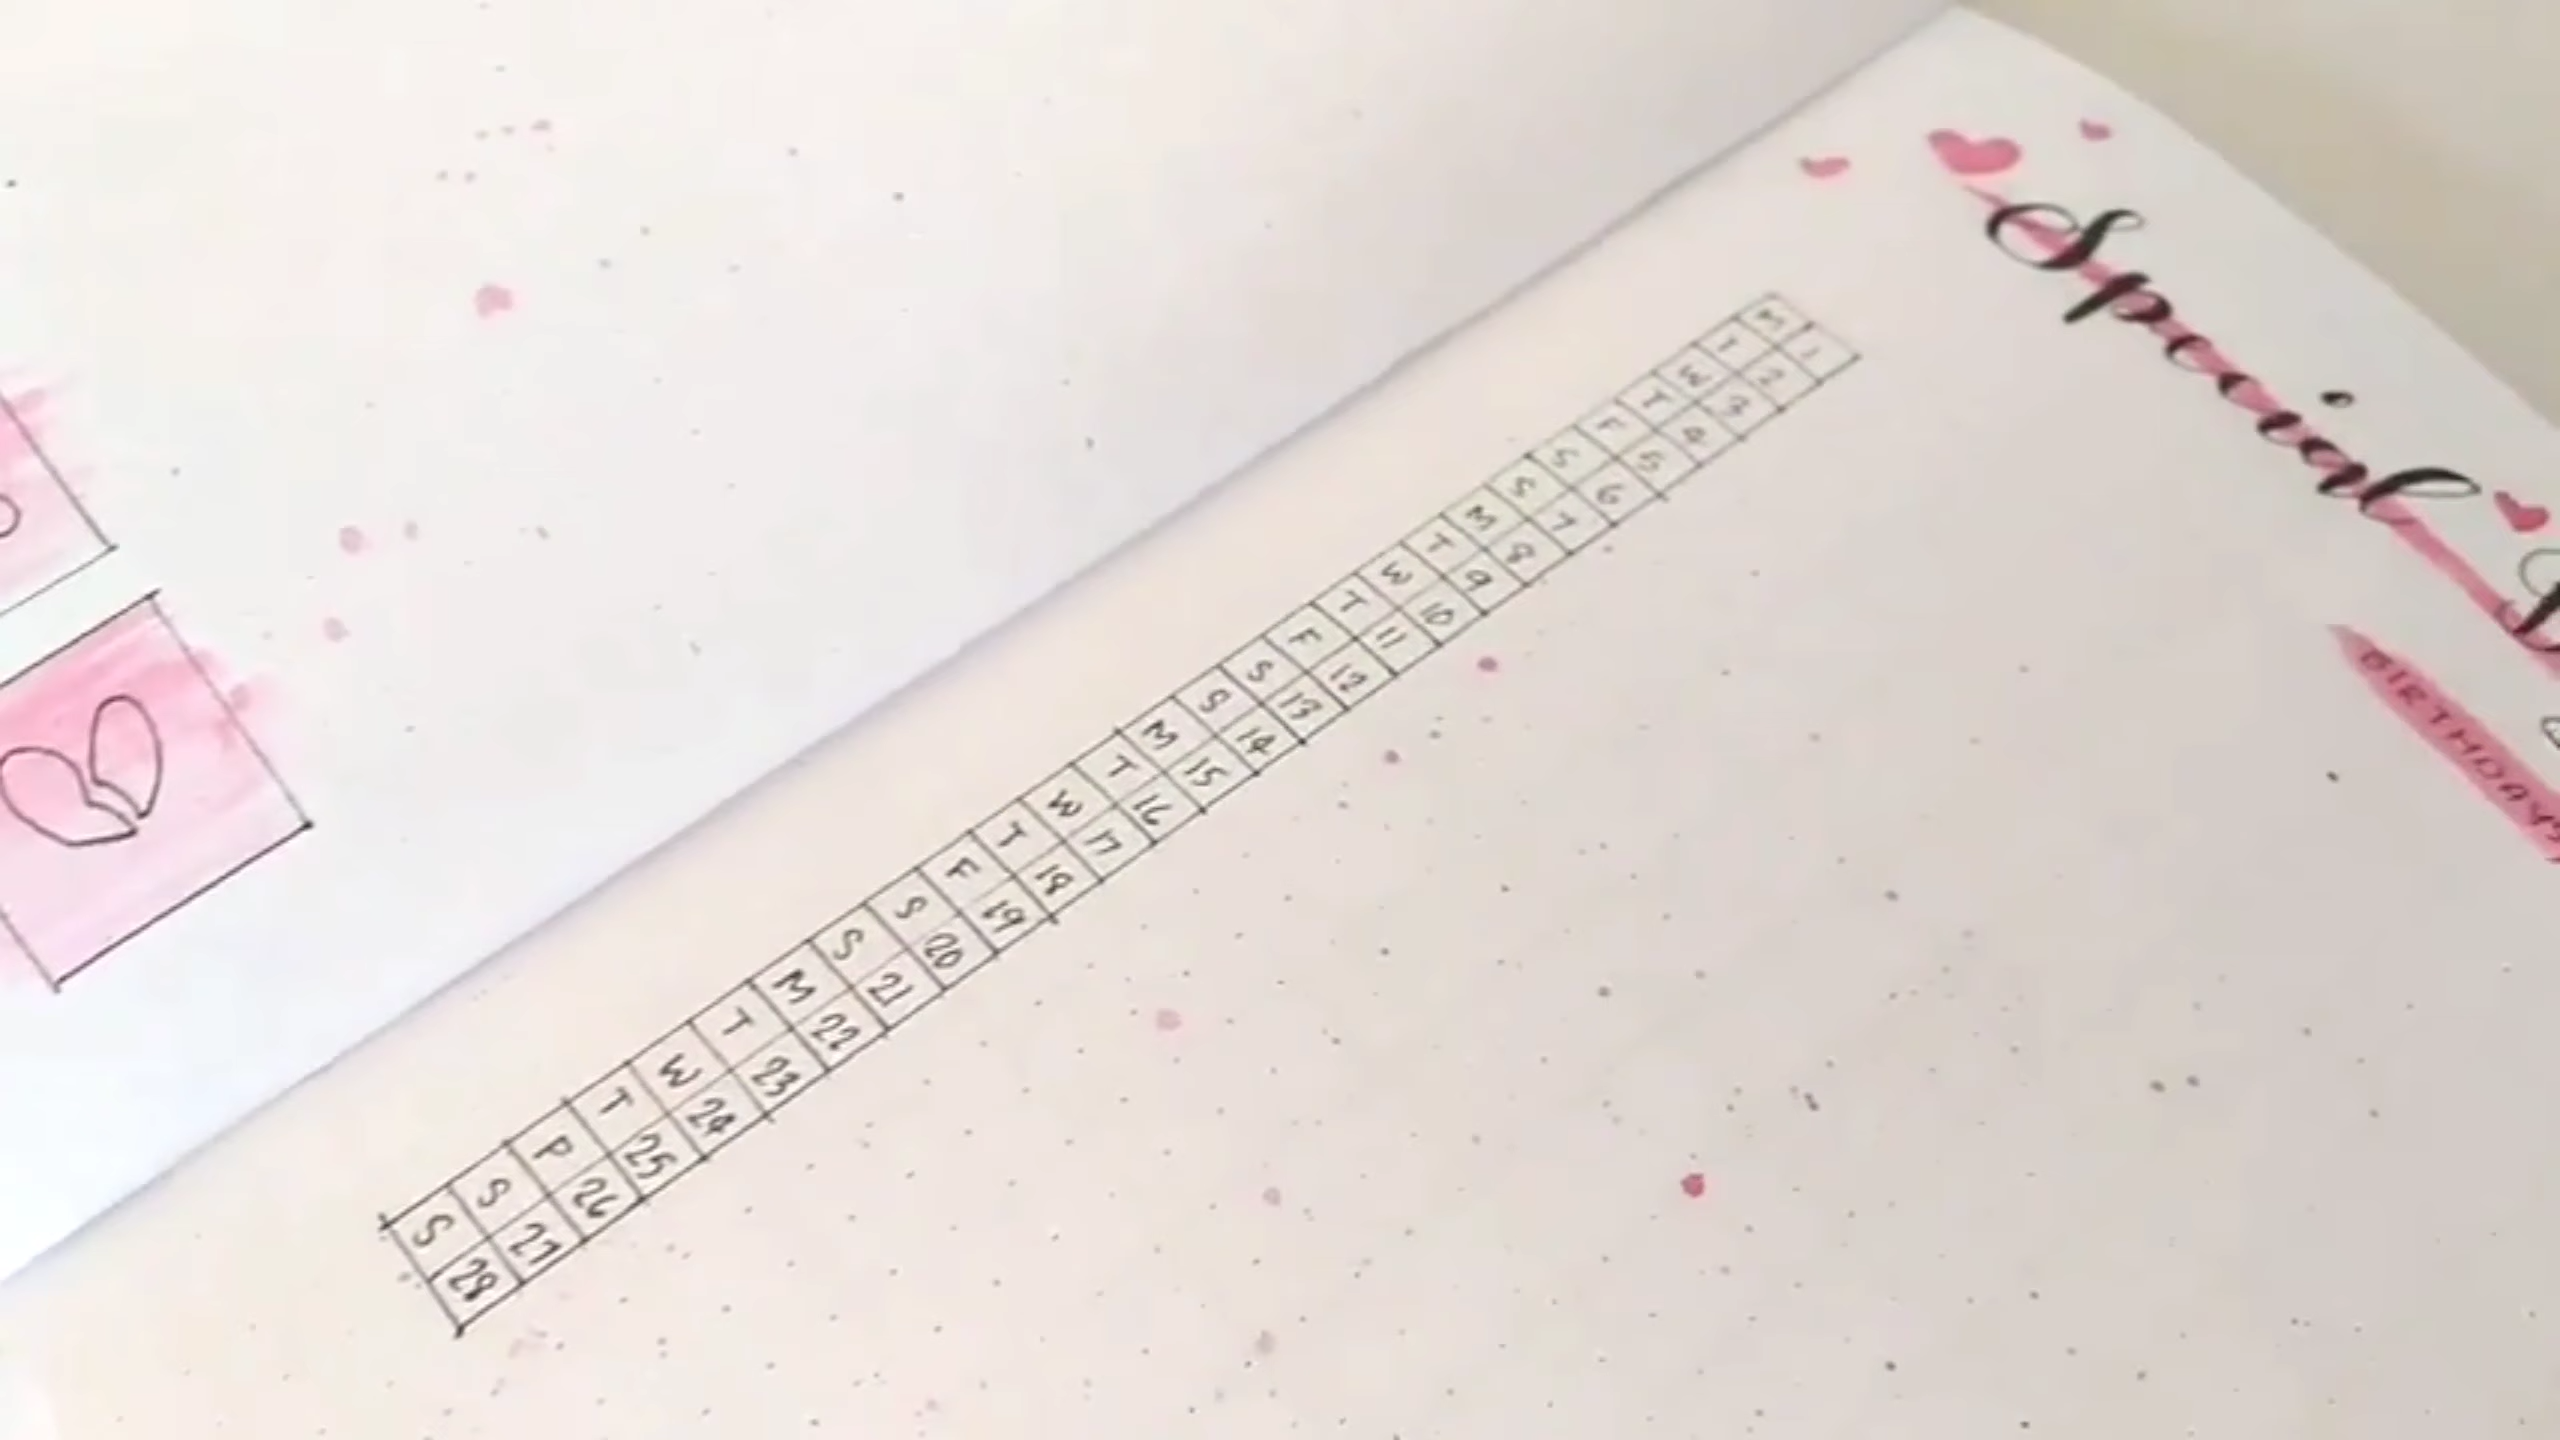 M 1
T 2
W 3
T 4
F 5
S 6
S 7
M 8
T 9
W 10
T 11
F 12
S 13
S 14
M 15
T 16
W 17
T 18
F 19
S 20
S 21
M 22
T 23
W 24
T 25
F 26
S 27
S 28
Special
BIRTHDAYS